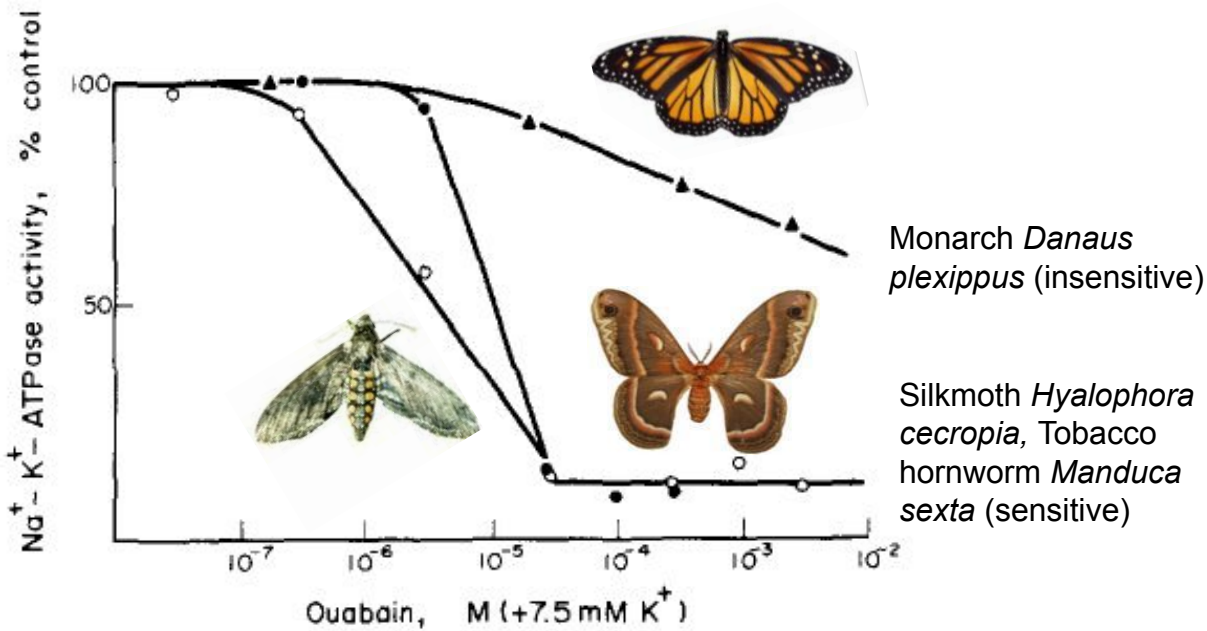 Na+ - K+ - ATPase activity, % control
100
50
10-7
10-6
10-5
10-4
10-3
10-2
Ouabain, M (+7.5 mM K+)
Monarch Danaus
plexippus (insensitive)
Silkmoth Hyalophora
cecropia, Tobacco
hornworm Manduca
sexta (sensitive)